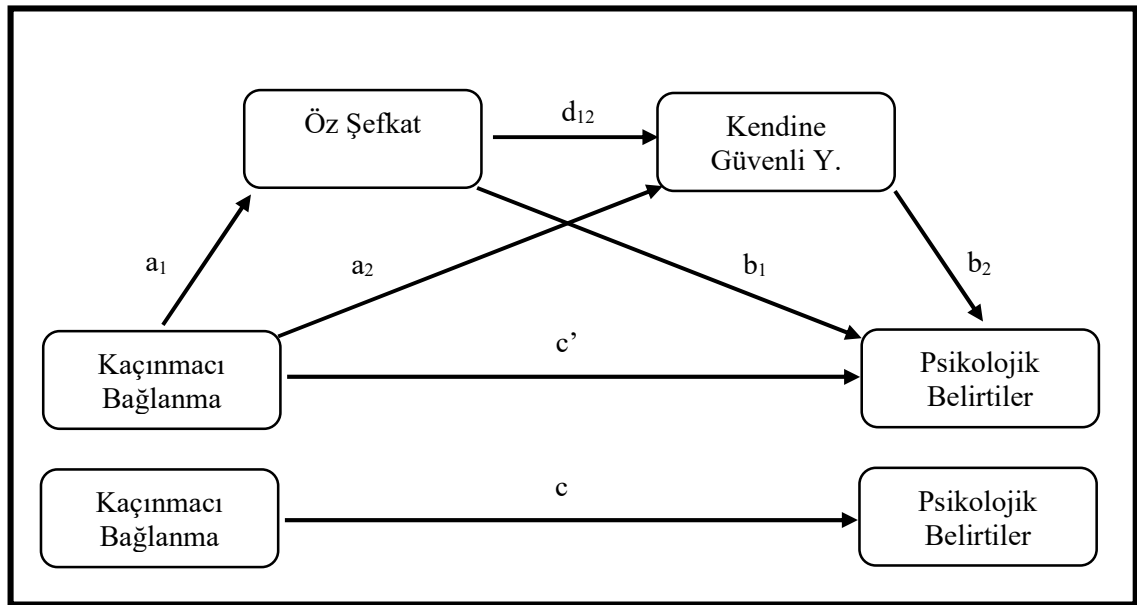 Öz Şefkat
d₁₂
Kendine
Güvenli Y.
a₁
a₂
b₁
b₂
Kaçınmacı
Bağlanma
c’
Psikolojik
Belirtiler
Kaçınmacı
Bağlanma
c
Psikolojik
Belirtiler